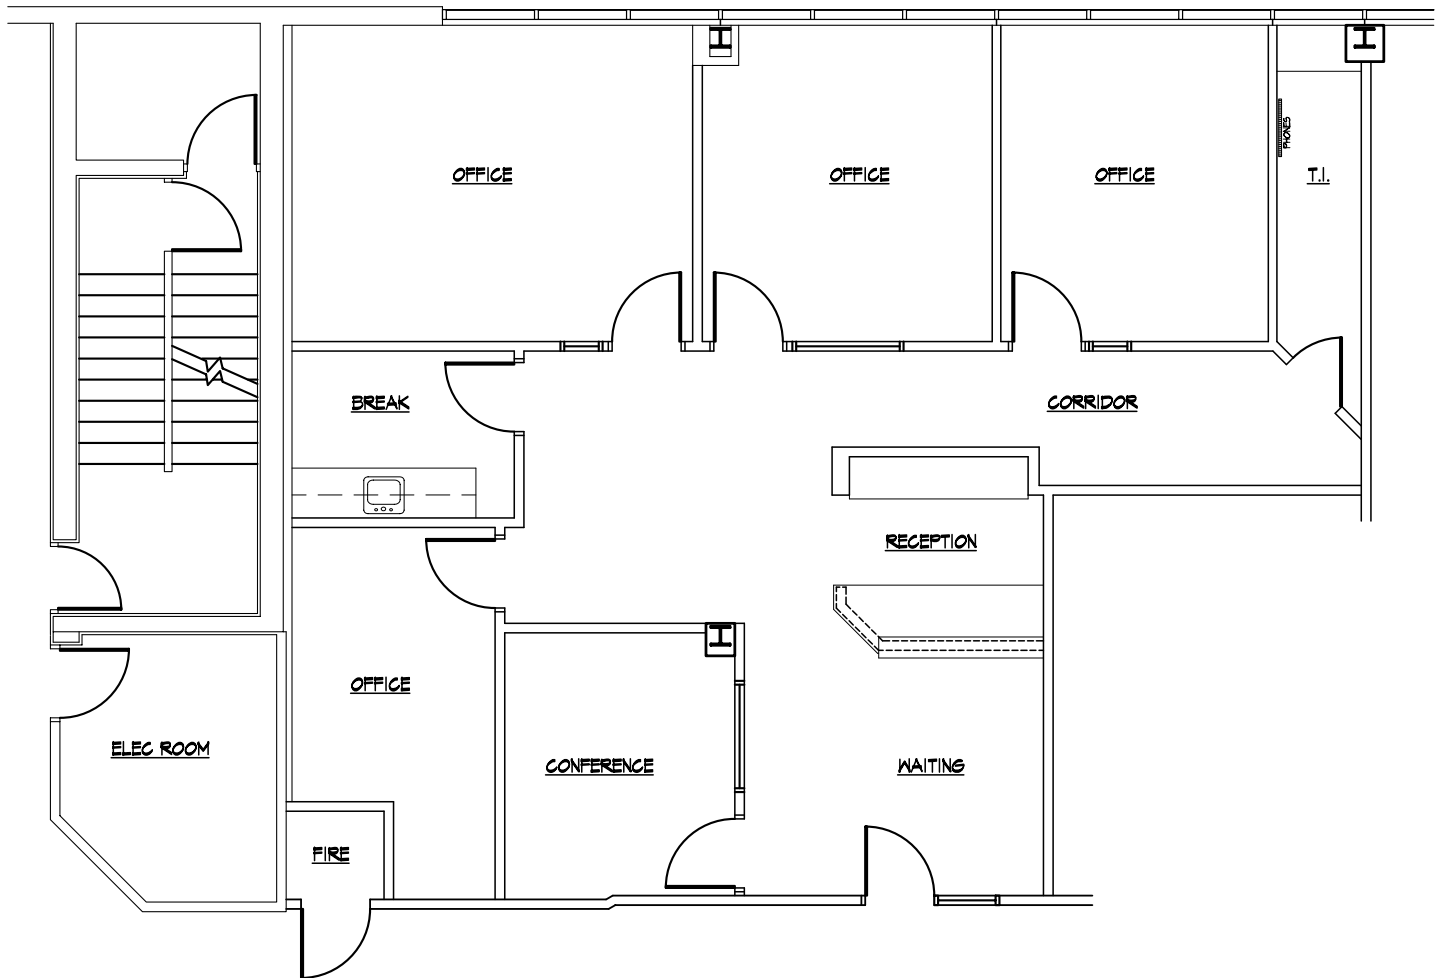 OFFICE
OFFICE
OFFICE
PHONES
T.I.
BREAK
CORRIDOR
RECEPTION
OFFICE
ELEC ROOM
CONFERENCE
WAITING
FIRE